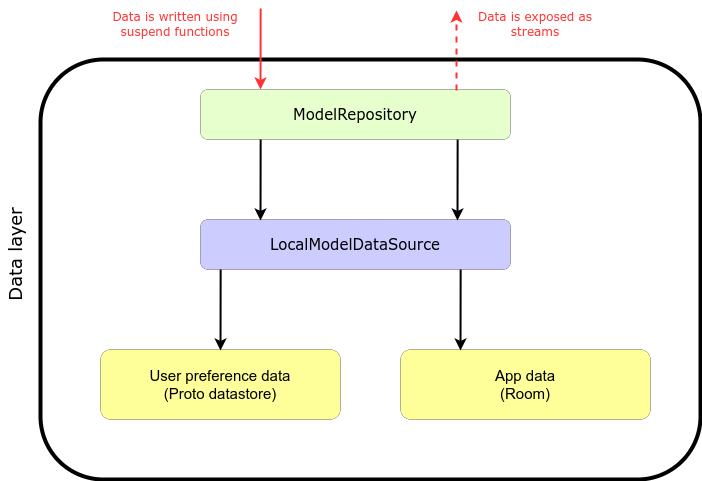 Data is written using
suspend functions
Data is exposed as
streams
ModelRepository
Data layer
LocalModelDataSource
User preference data
(Proto datastore)
App data
(Room)